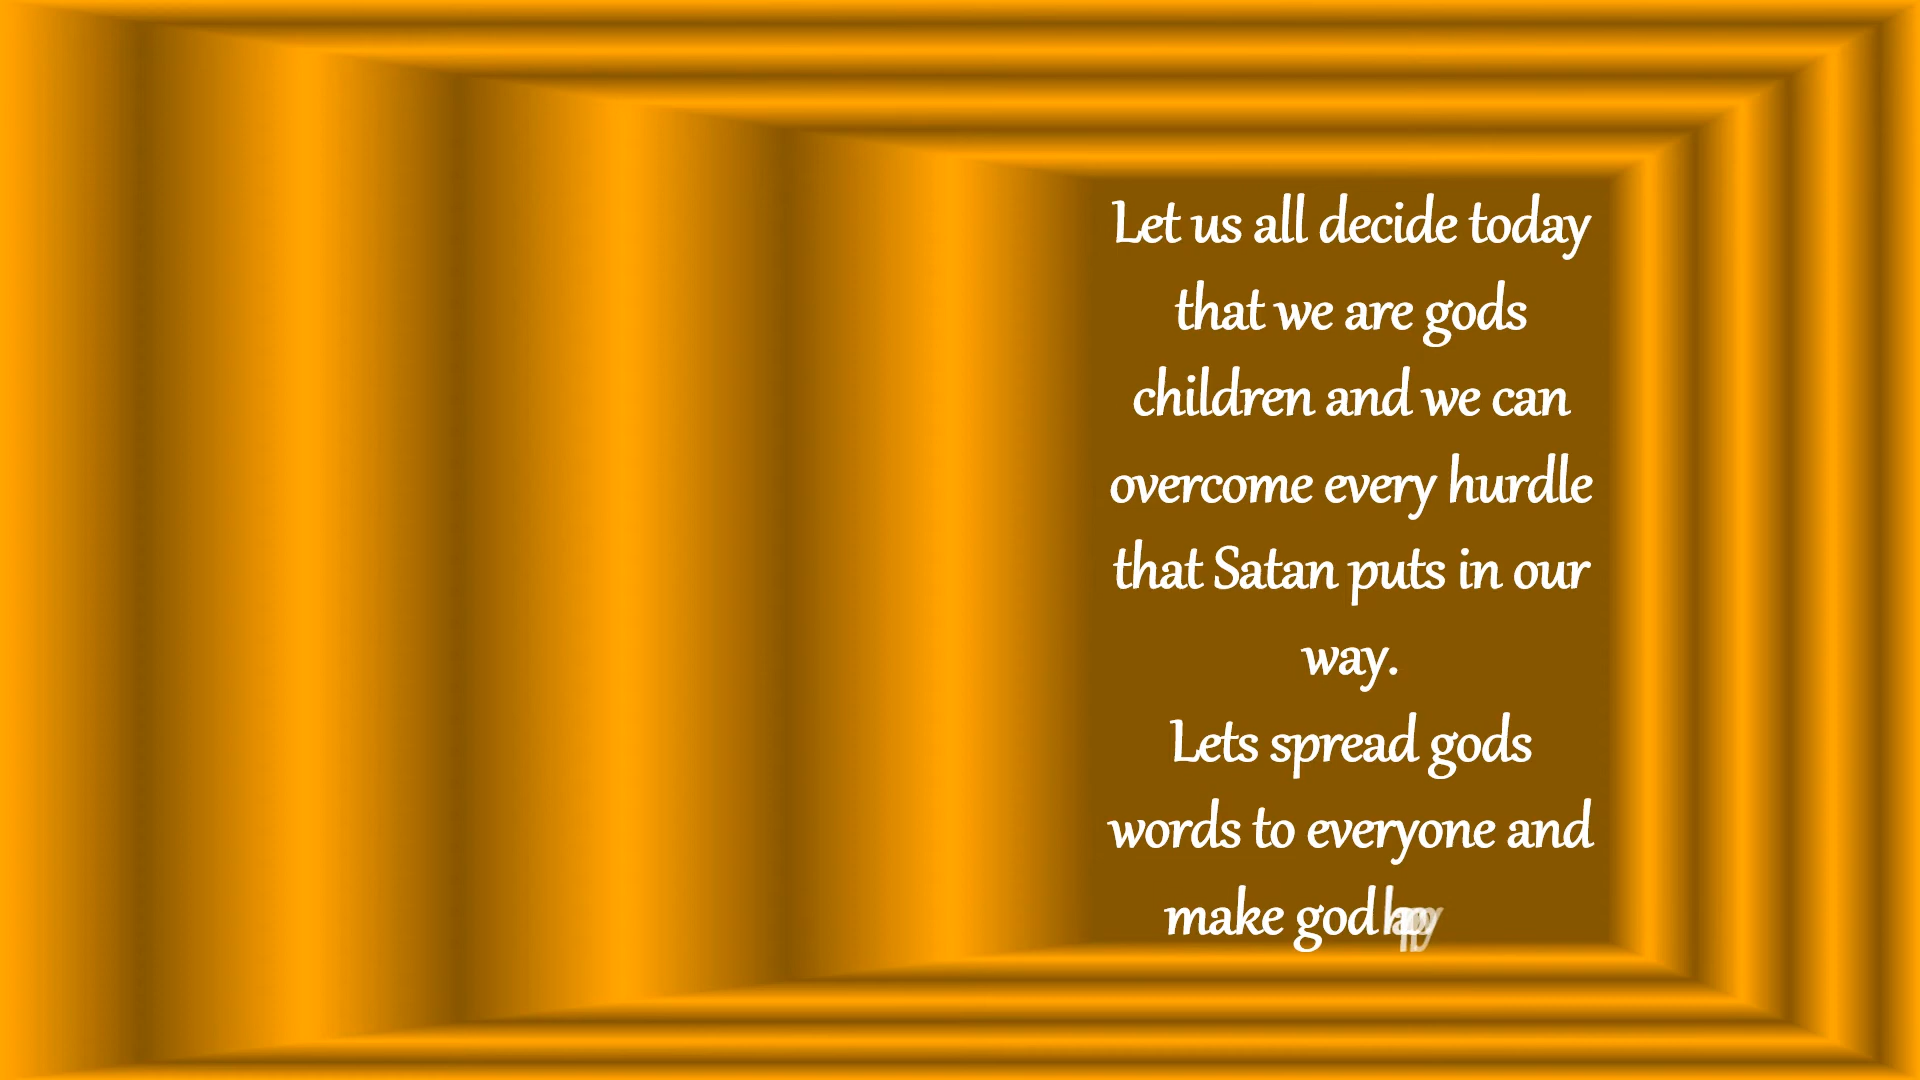 Let us all decide today
that we are gods
children and we can
overcome every hurdle
that Satan puts in our
way.
Lets spread gods
words to everyone and
make god